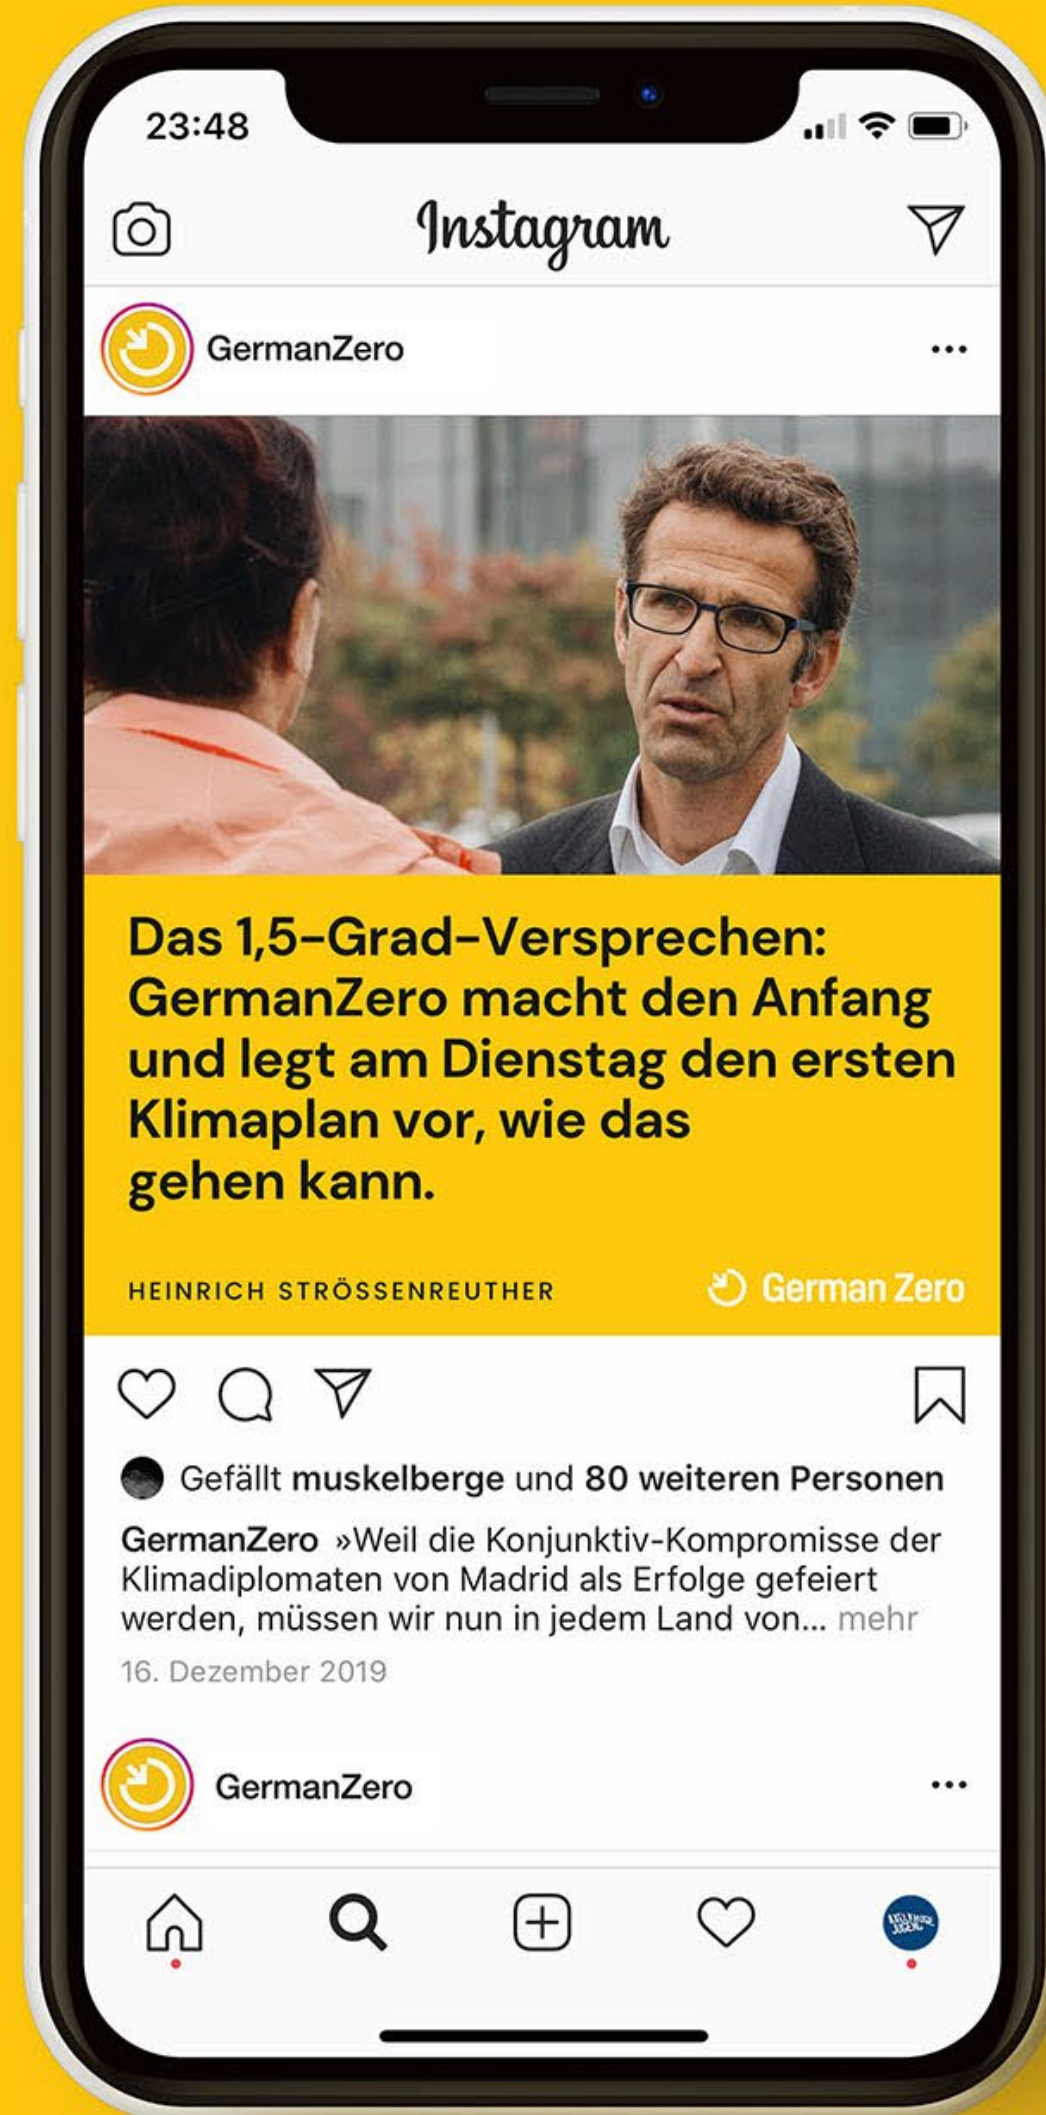 23:48
Instagram
GermanZero
Das 1,5-Grad-Versprechen:
GermanZero macht den Anfang
und legt am Dienstag den ersten
Klimaplan vor, wie das
gehen kann.
HEINRICH STRÖSSENREUTHER
German Zero
Gefällt muskelberge und 80 weiteren Personen
GermanZero »Weil die Konjunktiv-Kompromisse der
Klimadiplomaten von Madrid als Erfolge gefeiert
werden, müssen wir nun in jedem Land von... mehr
16. Dezember 2019
GermanZero